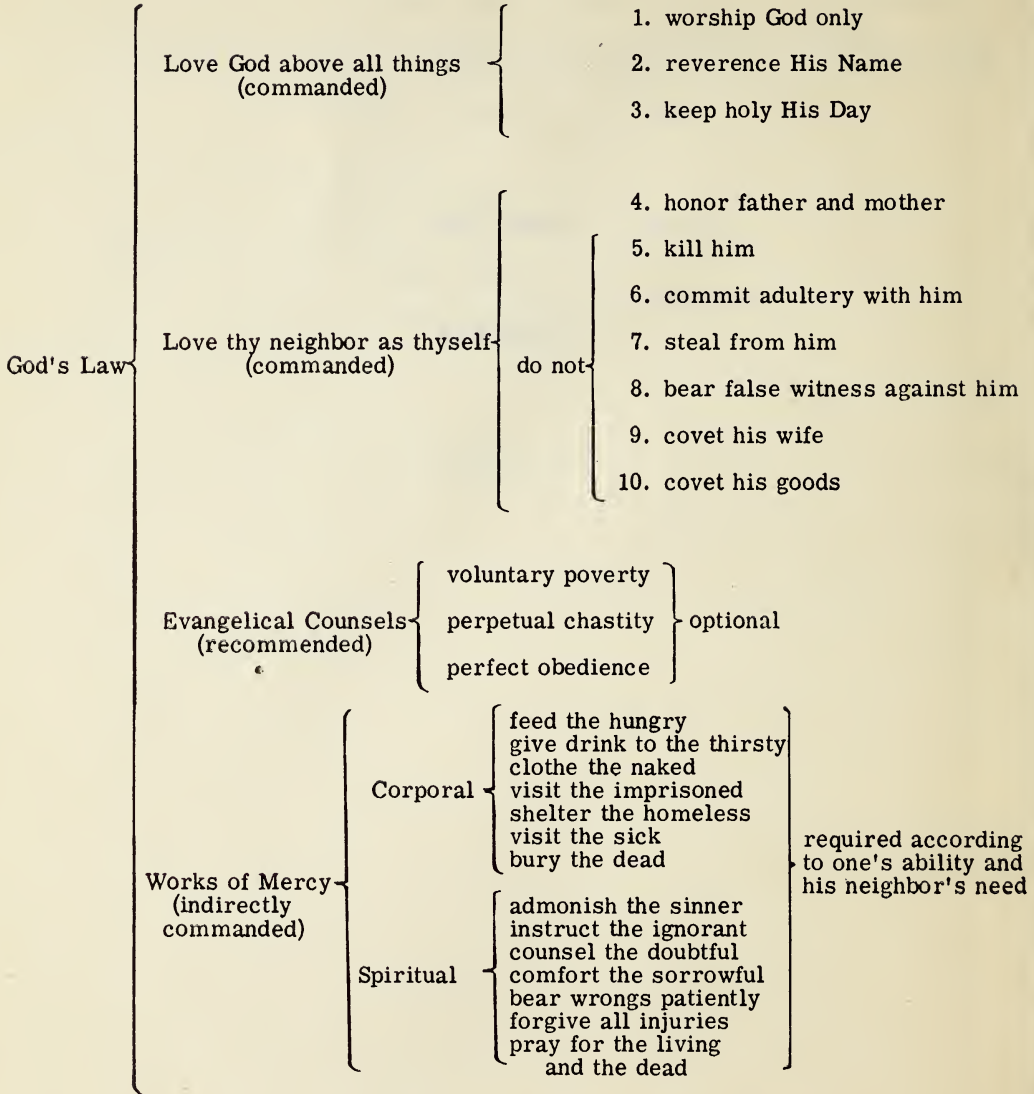 God's Law
Love God above all things
(commanded)
1. worship God only
2. reverence His Name
3. keep holy His Day
Love thy neighbor as thyself
(commanded)
4. honor father and mother
do not
5. kill him
6. commit adultery with him
7. steal from him
8. bear false witness against him
9. covet his wife
10. covet his goods
Evangelical Counsels
(recommended)
voluntary poverty
perpetual chastity
perfect obedience
optional
Works of Mercy
(indirectly
commanded)
Corporal
feed the hungry
give drink to the thirsty
clothe the naked
visit the imprisoned
shelter the homeless
visit the sick
bury the dead
Spiritual
admonish the sinner
instruct the ignorant
counsel the doubtful
comfort the sorrowful
bear wrongs patiently
forgive all injuries
pray for the living
and the dead
required according
to one's ability and
his neighbor's need